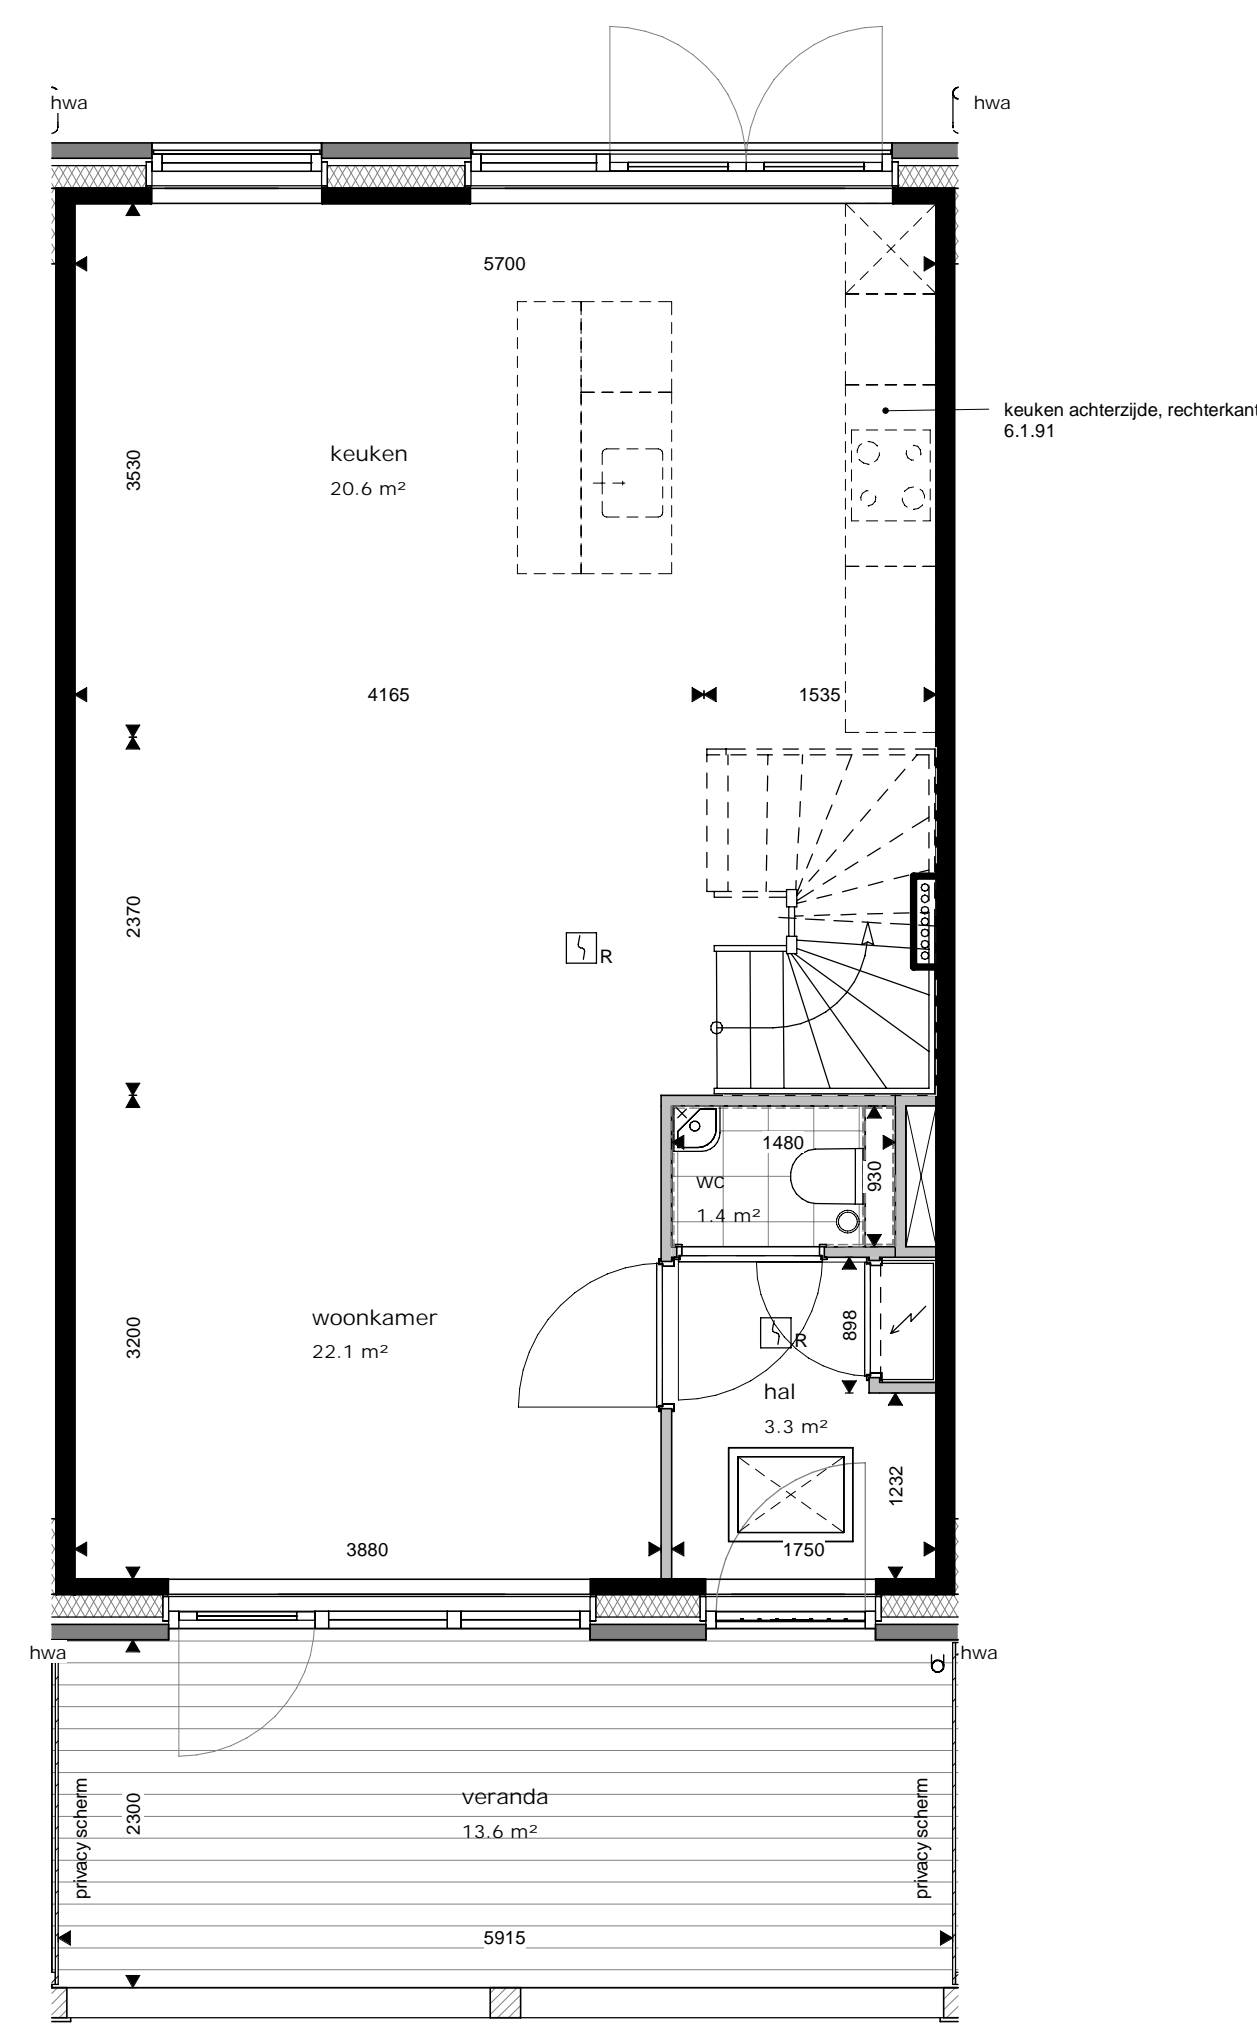 hwa
hwa
5700
keuken achterzijde, rechterkant
6.1.91
keuken
20.6 m²
3530
4165
1535
2370
R
1480
930
wc
1.4 m²
woonkamer
22.1 m²
3200
R
898
hal
3.3 m²
1232
3880
1750
hwa
hwa
privacy scherm
2300
veranda
13.6 m²
privacy scherm
5915